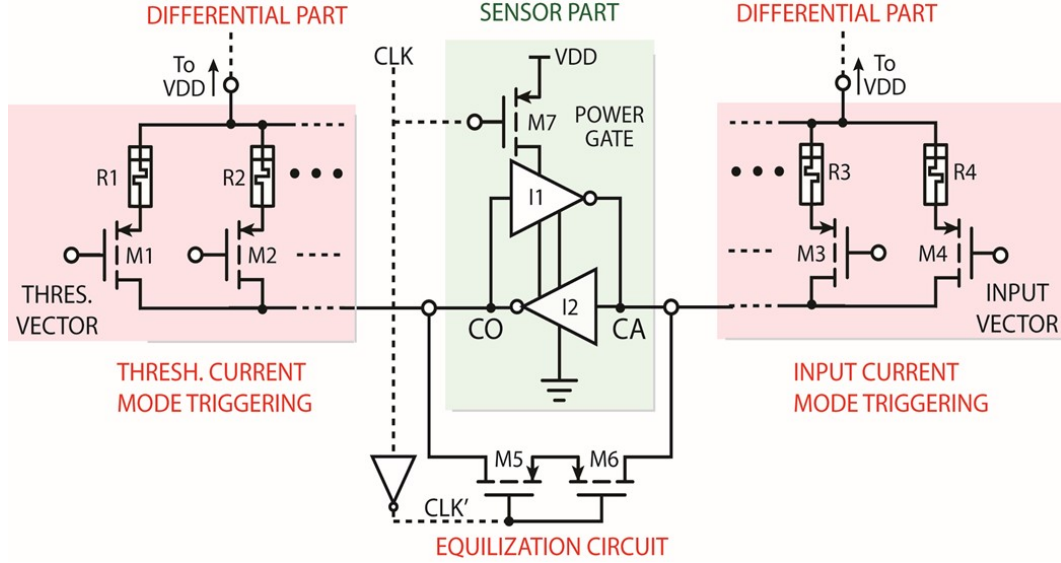 DIFFERENTIAL PART
SENSOR PART
DIFFERENTIAL PART
To
VDD
CLK
VDD
To
VDD
M7
POWER
GATE
R1
R2
I1
R3
R4
M1
M2
M3
M4
THRES.
VECTOR
CO
I2
CA
INPUT
VECTOR
THRESH. CURRENT
MODE TRIGGERING
INPUT CURRENT
MODE TRIGGERING
M5
M6
CLK'
EQUILIZATION CIRCUIT